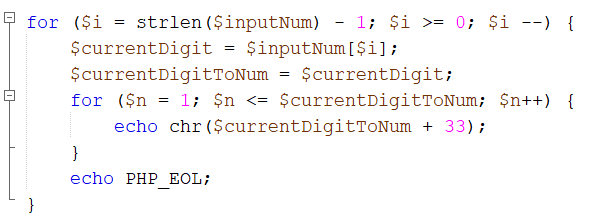 for ($i = strlen($inputNum) - 1; $i >= 0; $i --) {
    $currentDigit = $inputNum[$i];
    $currentDigitToNum = $currentDigit;
    for ($n = 1; $n <= $currentDigitToNum; $n++) {
        echo chr($currentDigitToNum + 33);
    }
    echo PHP_EOL;
}